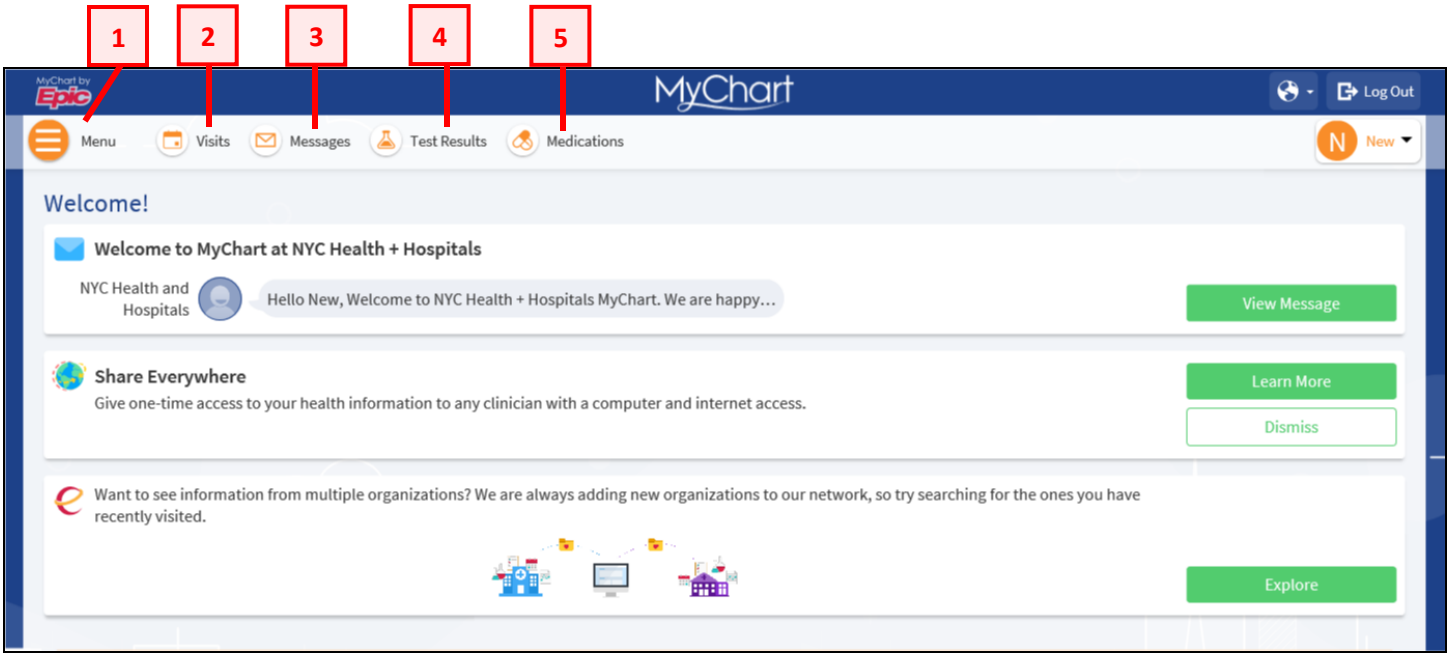 1 2 3 4 5
MyChart by
Epic
MyChart
Log Out
Menu Visits Messages Test Results Medications
N New
Welcome!
Welcome to MyChart at NYC Health + Hospitals
NYC Health and
Hospitals
Hello New, Welcome to NYC Health + Hospitals MyChart. We are happy...
View Message
Share Everywhere
Give one-time access to your health information to any clinician with a computer and internet access.
Learn More
Dismiss
Want to see information from multiple organizations? We are always adding new organizations to our network, so try searching for the ones you have
recently visited.
Explore